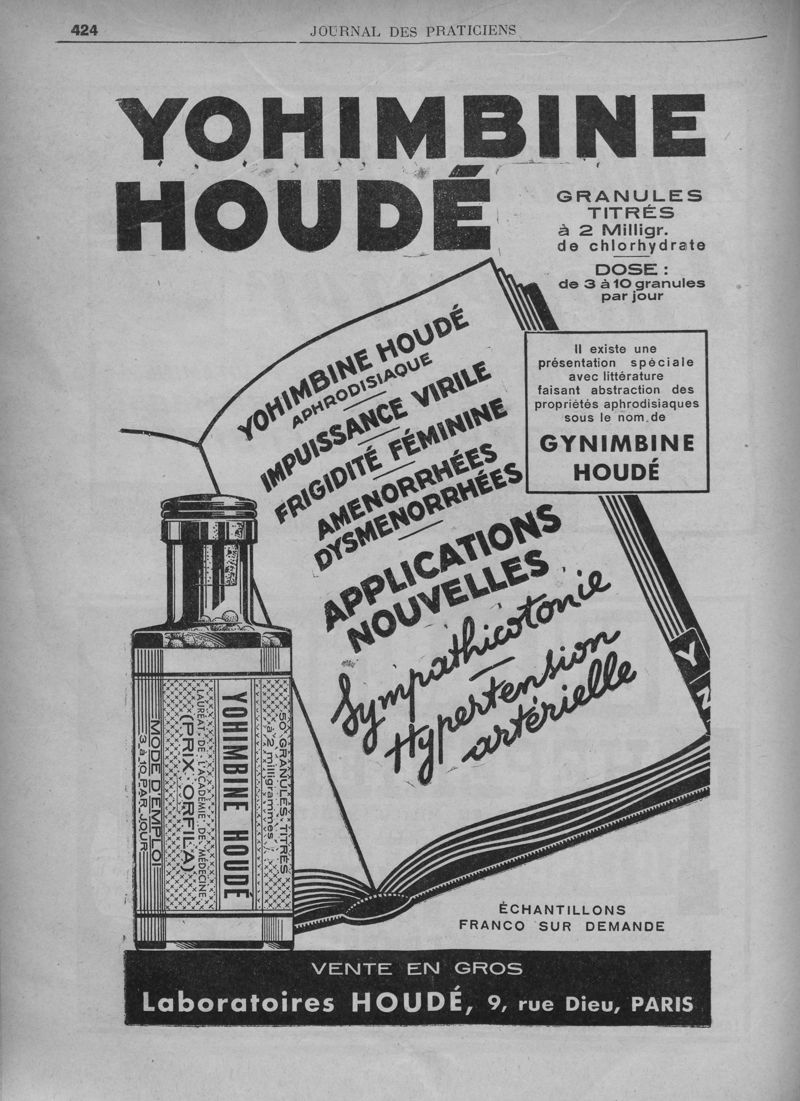 424
JOURNAL DES PRATICIENS
YOHIMBINE
HOUDÉ
GRANULES
TITRÉS
à 2 Milligr.
de chlorhydrate
DOSE :
de 3 à 10 granules
par jour
Il existe une
présentation spéciale
avec littérature
faisant abstraction des
propriétés aphrodisiaques
sous le nom de
GYNIMBINE
HOUDÉ
YOHIMBINE HOUDÉ
APHRODISIAQUE
IMPUISSANCE VIRILE
FRIGIDITÉ FÉMININE
AMENORRHÉES
DYSMENORRHÉES
APPLICATIONS
NOUVELLES
Sympathicotonie
Hypertension
artérielle
Y
Z
50 GRANULES TITRÉS
à 2 milligrammes
YOHIMBINE HOUDÉ
LAURÉAT DE L'ACADÉMIE DE MÉDECINE
(PRIX ORFILA)
MODE D'EMPLOI
3 à 10 PAR JOUR
ÉCHANTILLONS
FRANCO SUR DEMANDE
VENTE EN GROS
Laboratoires HOUDÉ, 9, rue Dieu, PARIS